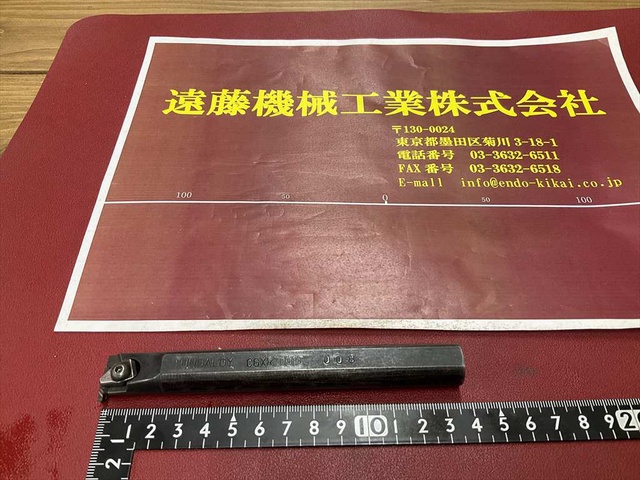 遠藤機械工業株式会社
〒130-0024
東京都墨田区菊川 3-18-1
電話番号 03-3632-6511
FAX 番号 03-3632-6518
E-mail info@endo-kikai.co.jp
100 50 0 50 100
1 2 3 4 5 6 7 8 9 10 1 2 3 4 5 6 7 8 9 20
1
2